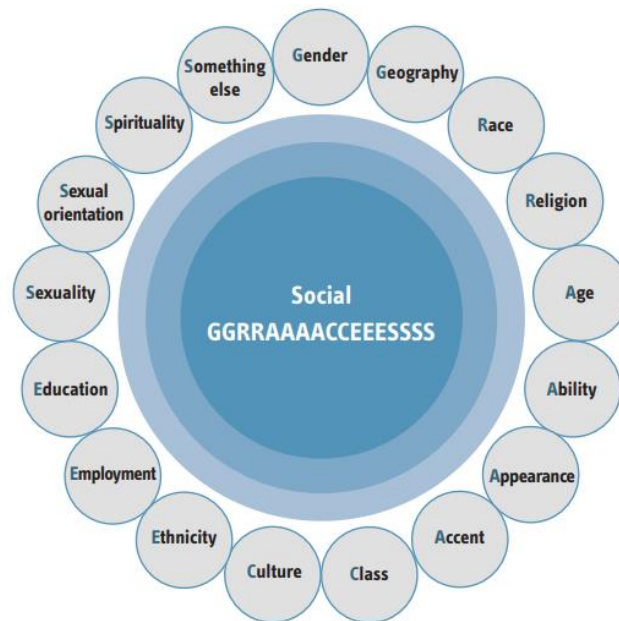 Social
GGRRAAAACCEEESSSS
Gender
Geography
Race
Religion
Age
Ability
Appearance
Accent
Class
Culture
Ethnicity
Employment
Education
Sexuality
Sexual
orientation
Spirituality
Something
else